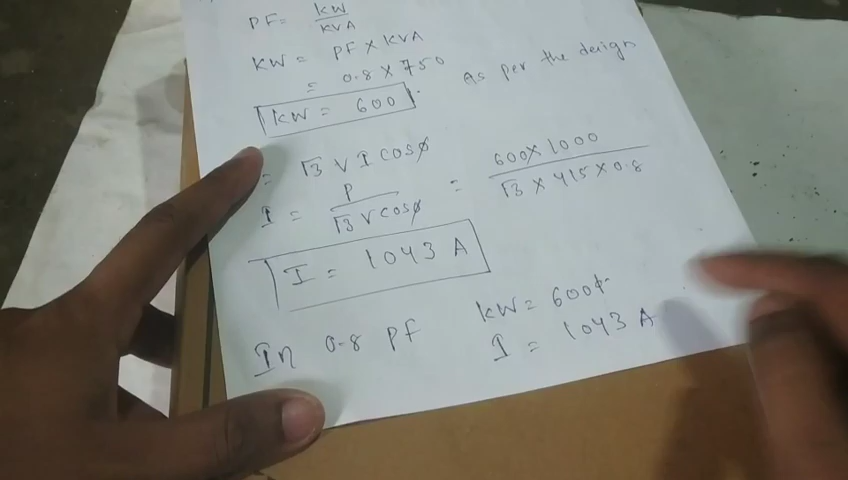 PF = KW / KVA
KW = PF × KVA
= 0.8 × 750
KW = 600 as per the design
= √3 V I cosφ
I = P / √3 V cosφ = 600 × 1000 / √3 × 415 × 0.8
I = 1043 A
In 0.8 PF KW = 600
I = 1043 A